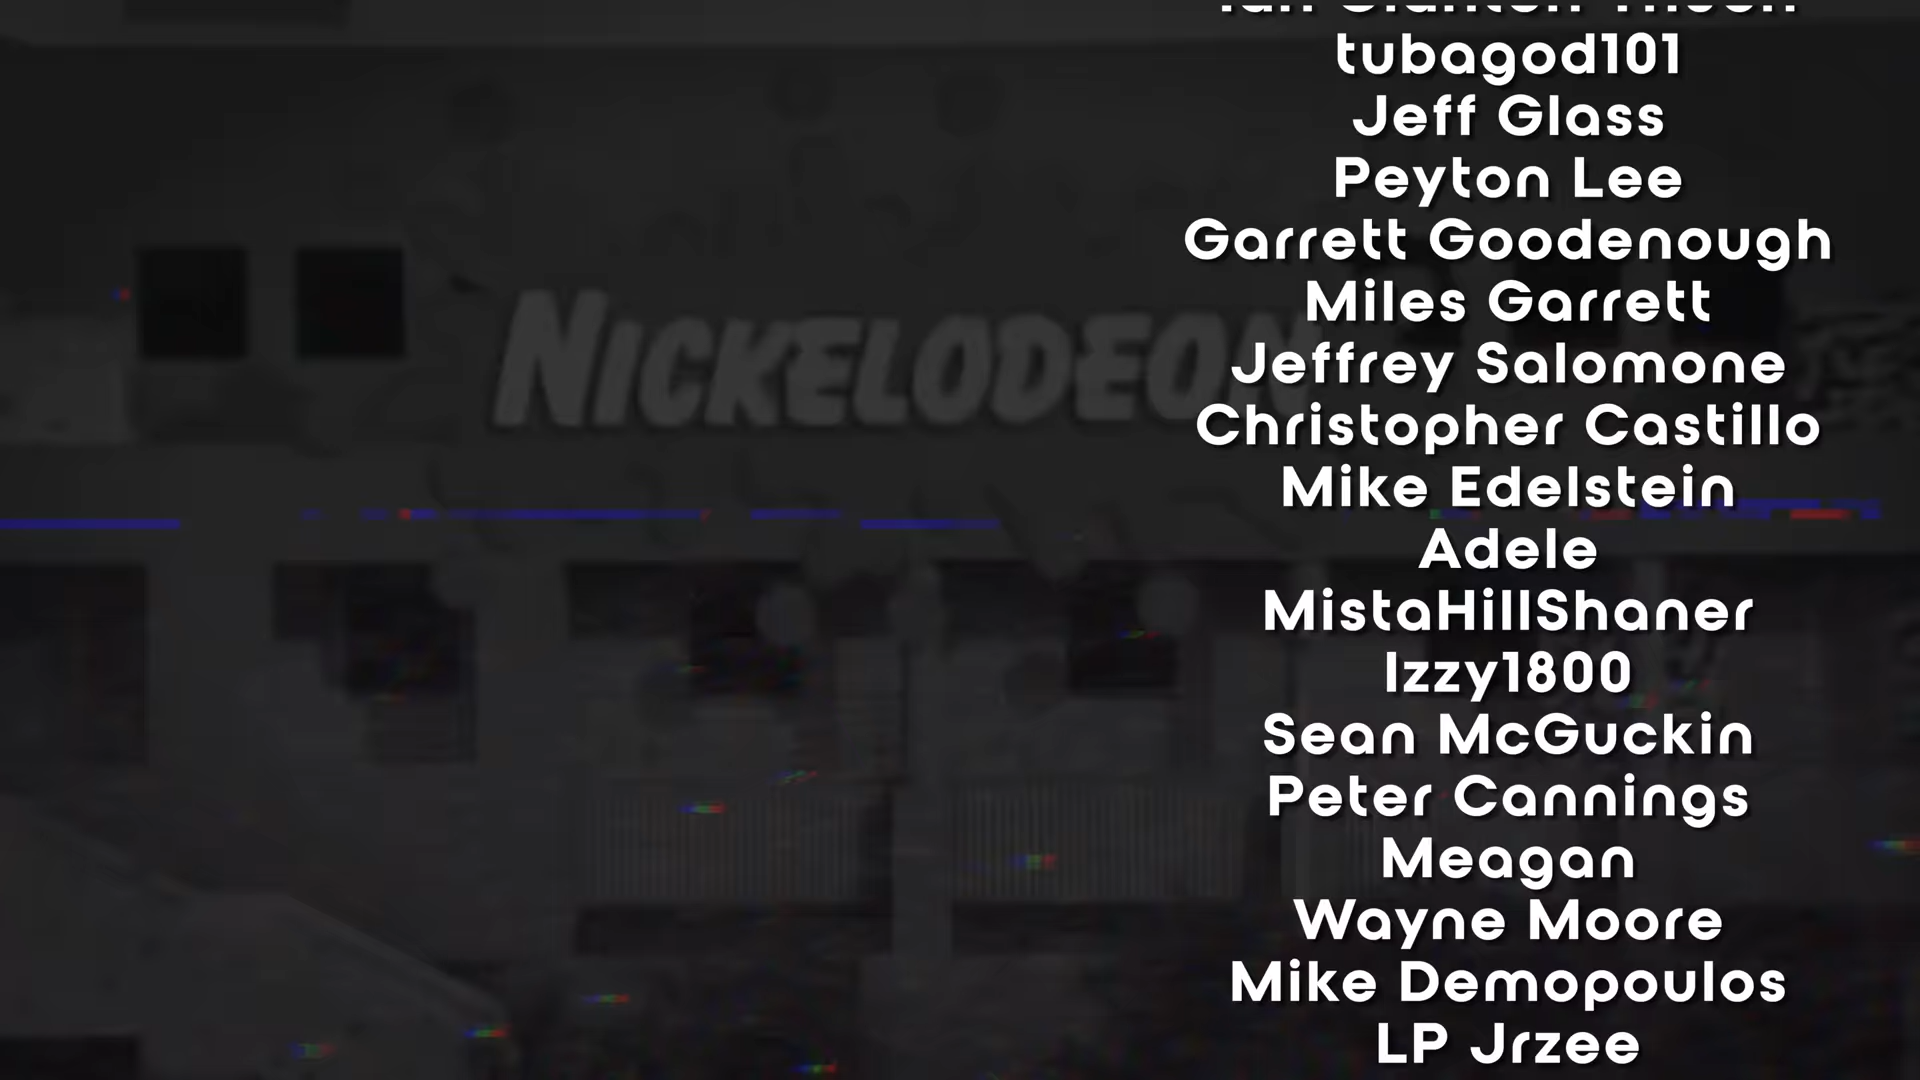 tubagod101
Jeff Glass
Peyton Lee
Garrett Goodenough
Miles Garrett
Jeffrey Salomone
Christopher Castillo
Mike Edelstein
Adele
MistaHillShaner
Izzy1800
Sean McGuckin
Peter Cannings
Meagan
Wayne Moore
Mike Demopoulos
LP Jrzee
NICKELODEON